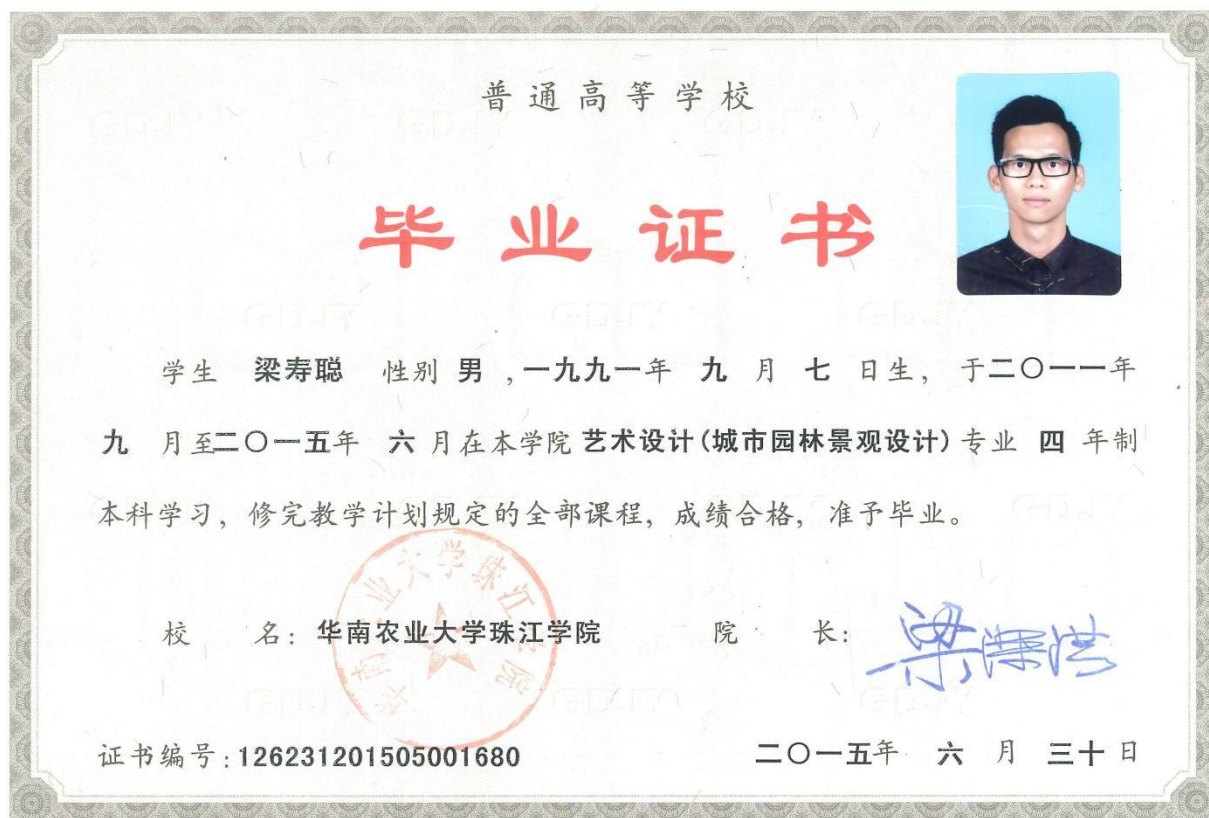 普通高等学校
毕业证书
学生 梁寿聪 性别 男 ,一九九一年 九 月 七 日生, 于二〇一一年
九 月至二〇一五年 六 月在本学院 艺术设计(城市园林景观设计) 专业 四 年制
本科学习, 修完教学计划规定的全部课程, 成绩合格, 准予毕业。
校 名: 华南农业大学珠江学院 院 长:
证书编号:126231201505001680 二〇一五年 六 月 三十 日